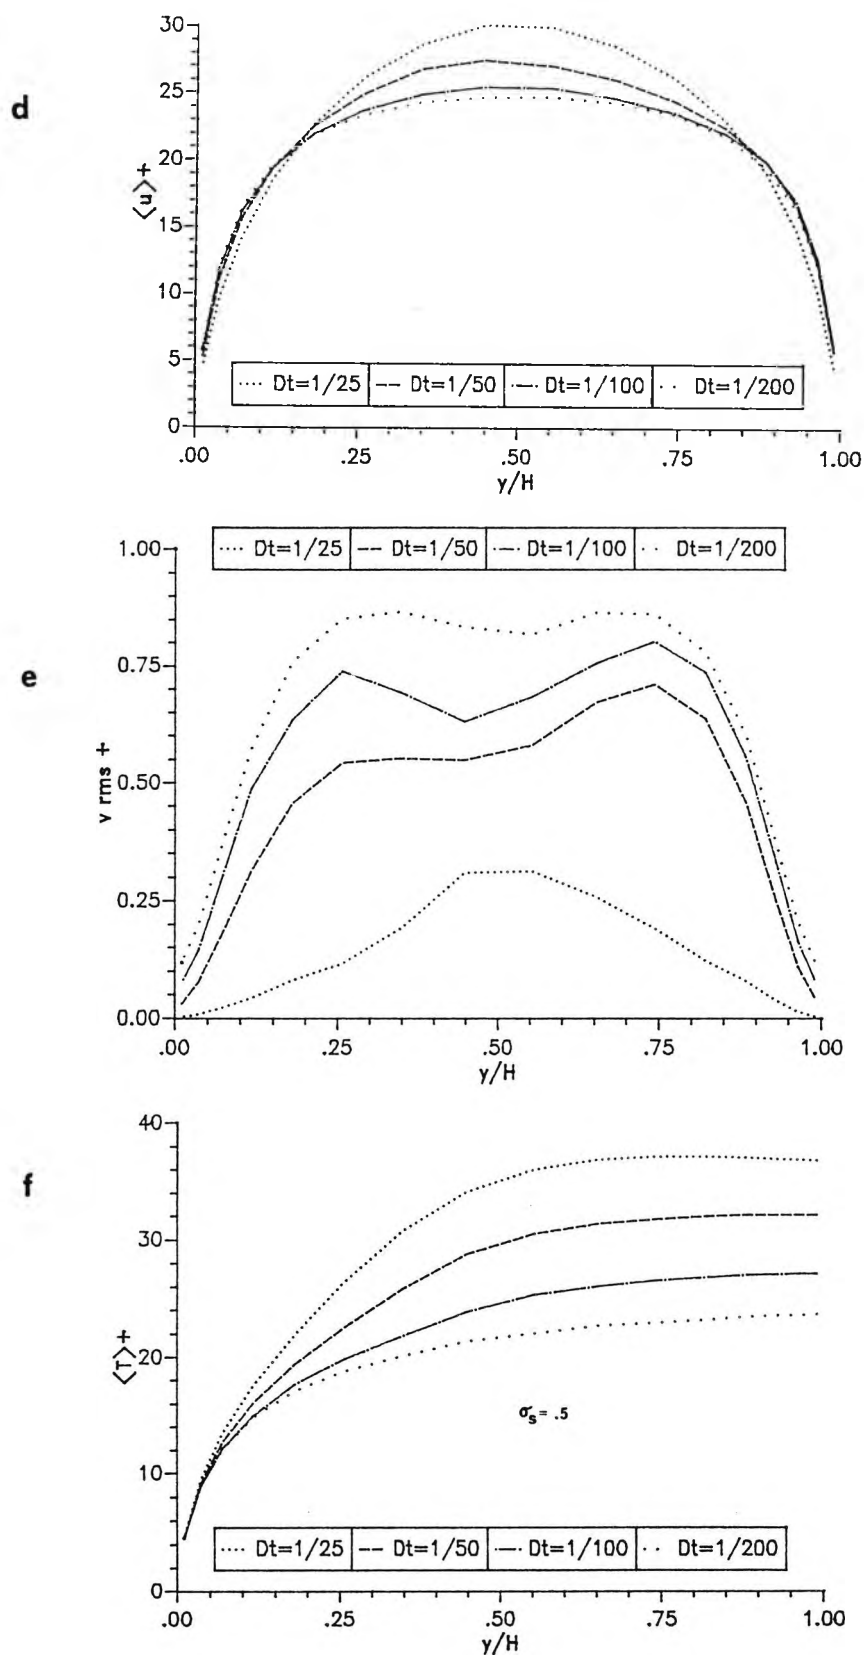 d
30
25
20
15
10
5
0
<u>+
Dt=1/25 Dt=1/50 Dt=1/100 Dt=1/200
.00 .25 .50 .75 1.00
y/H
e
Dt=1/25 Dt=1/50 Dt=1/100 Dt=1/200
1.00
0.75
0.50
0.25
0.00
v rms +
.00 .25 .50 .75 1.00
y/H
f
40
30
20
10
0
<T>+
σs = .5
Dt=1/25 Dt=1/50 Dt=1/100 Dt=1/200
.00 .25 .50 .75 1.00
y/H